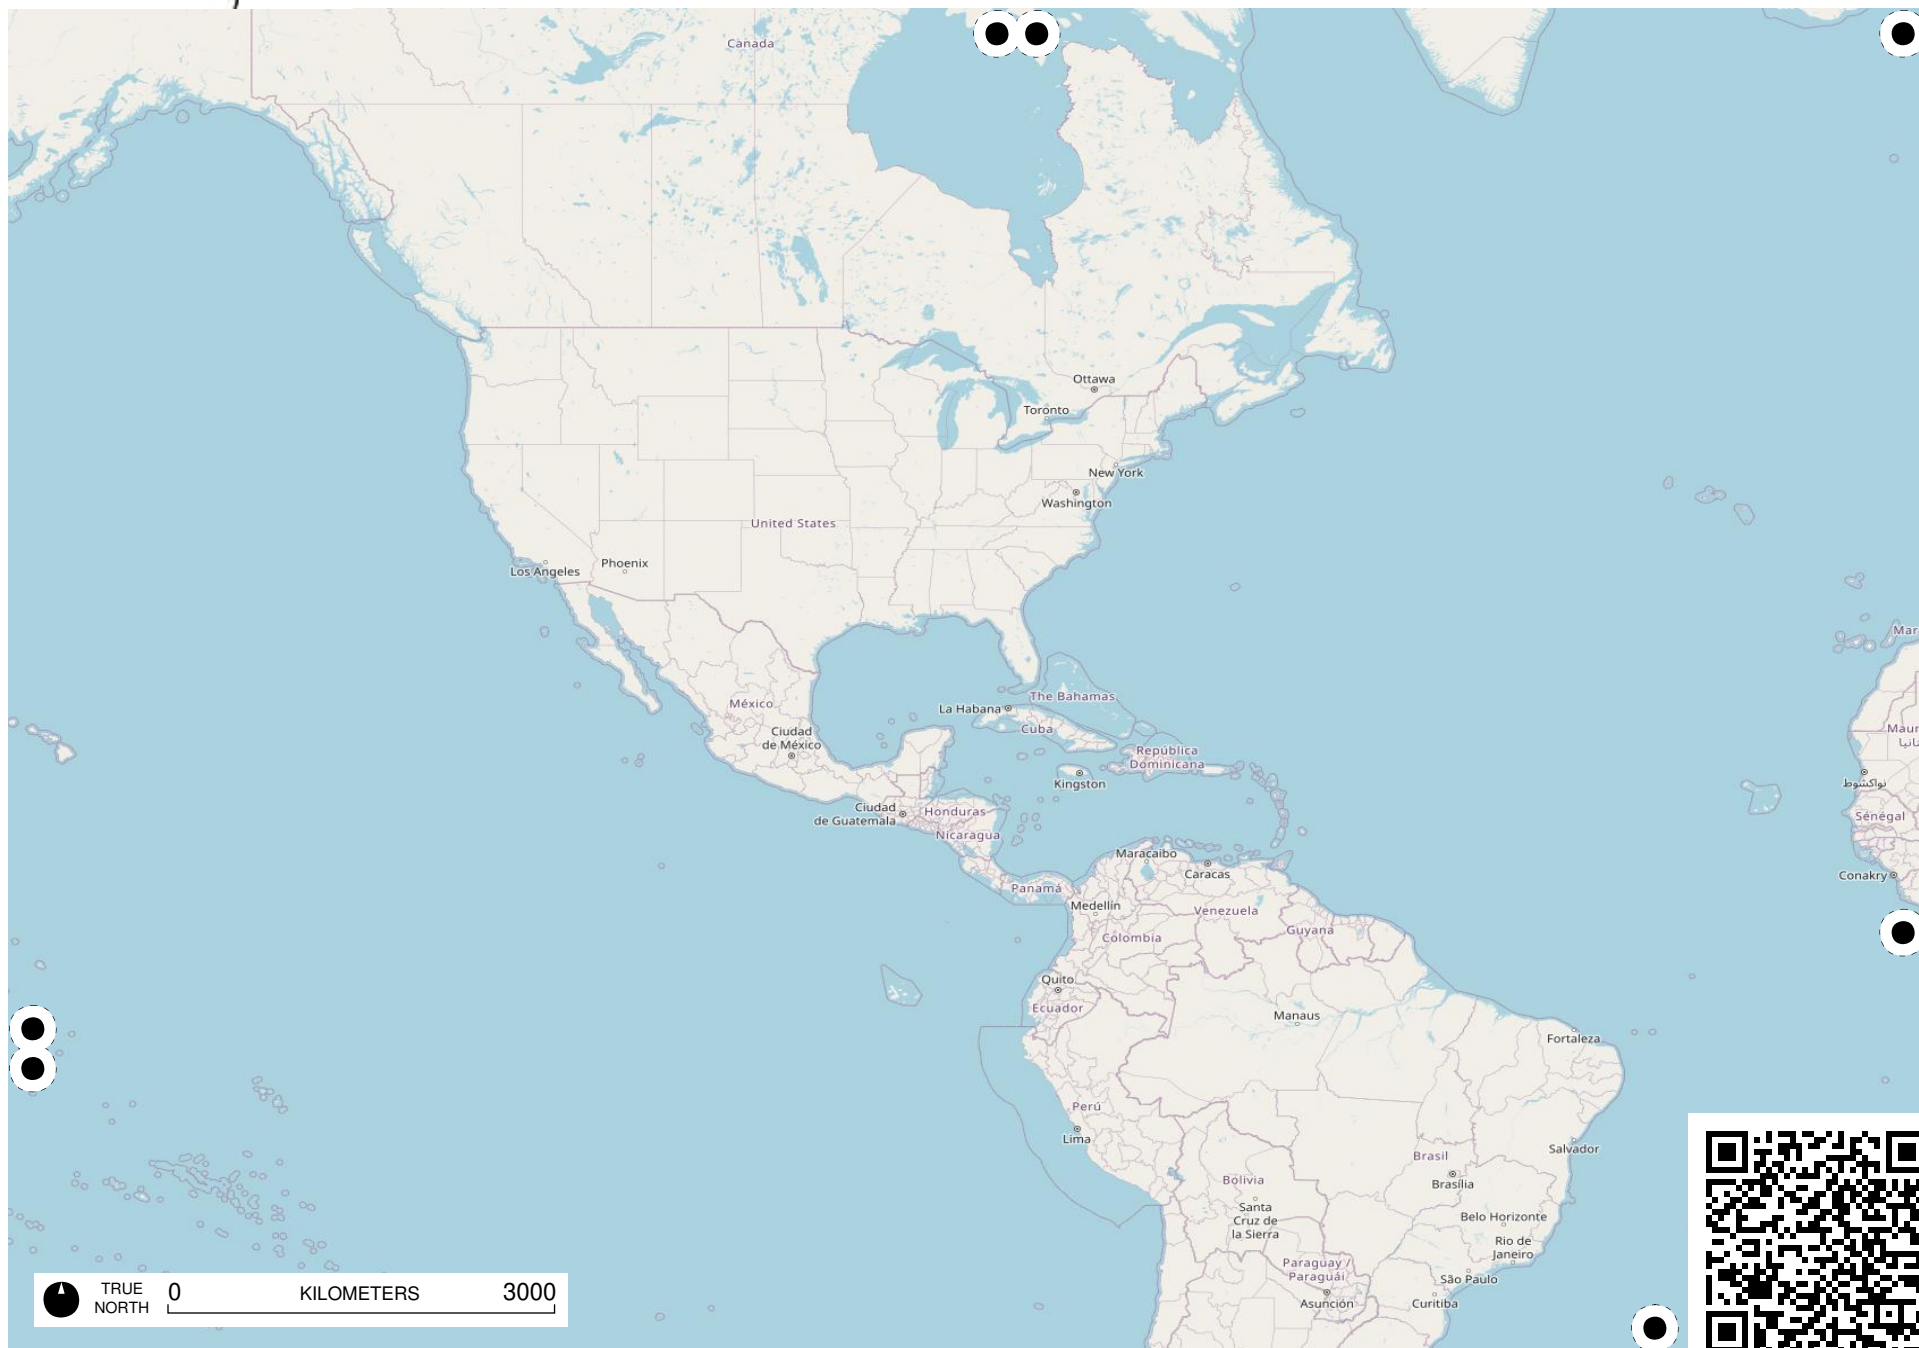 Canada
Ottawa
Toronto
New York
Washington
United States
Los Angeles
Phoenix
México
Ciudad
de México
La Habana
The Bahamas
Cuba
República
Dominicana
Kingston
Ciudad
de Guatemala
Honduras
Nicaragua
Panamá
Maracaibo
Caracas
Medellín
Venezuela
Guyana
Colombia
Quito
Ecuador
Manaus
Fortaleza
Perú
Lima
Salvador
Brasil
Brasília
Bolivia
Santa
Cruz de
la Sierra
Belo Horizonte
Rio de
Janeiro
São Paulo
Paraguay /
Paraguái
Asunción
Curitiba
Mar
Maur
نواكشوط
Sénégal
Conakry
TRUE
NORTH
0 KILOMETERS 3000